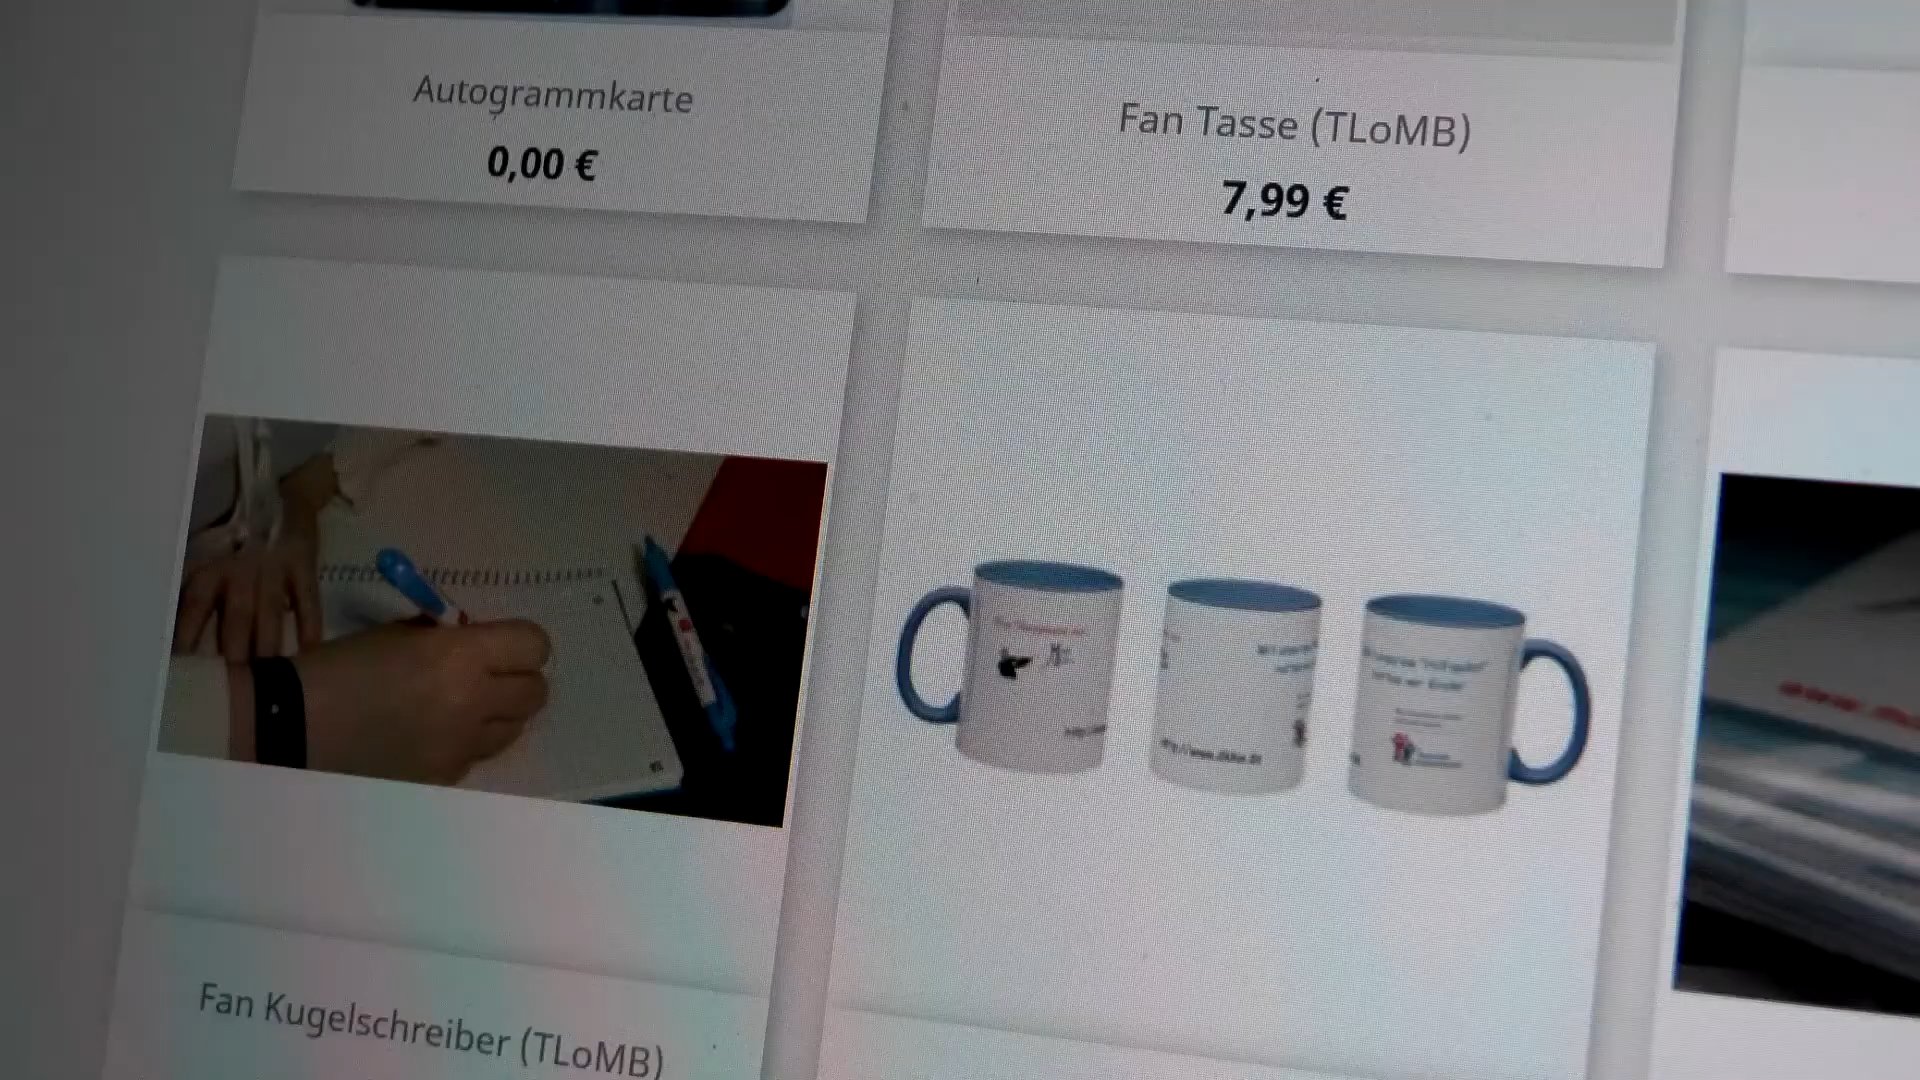 Autogrammkarte
0,00 €
Fan Tasse (TLoMB)
7,99 €
Fan Kugelschreiber (TLoMB)